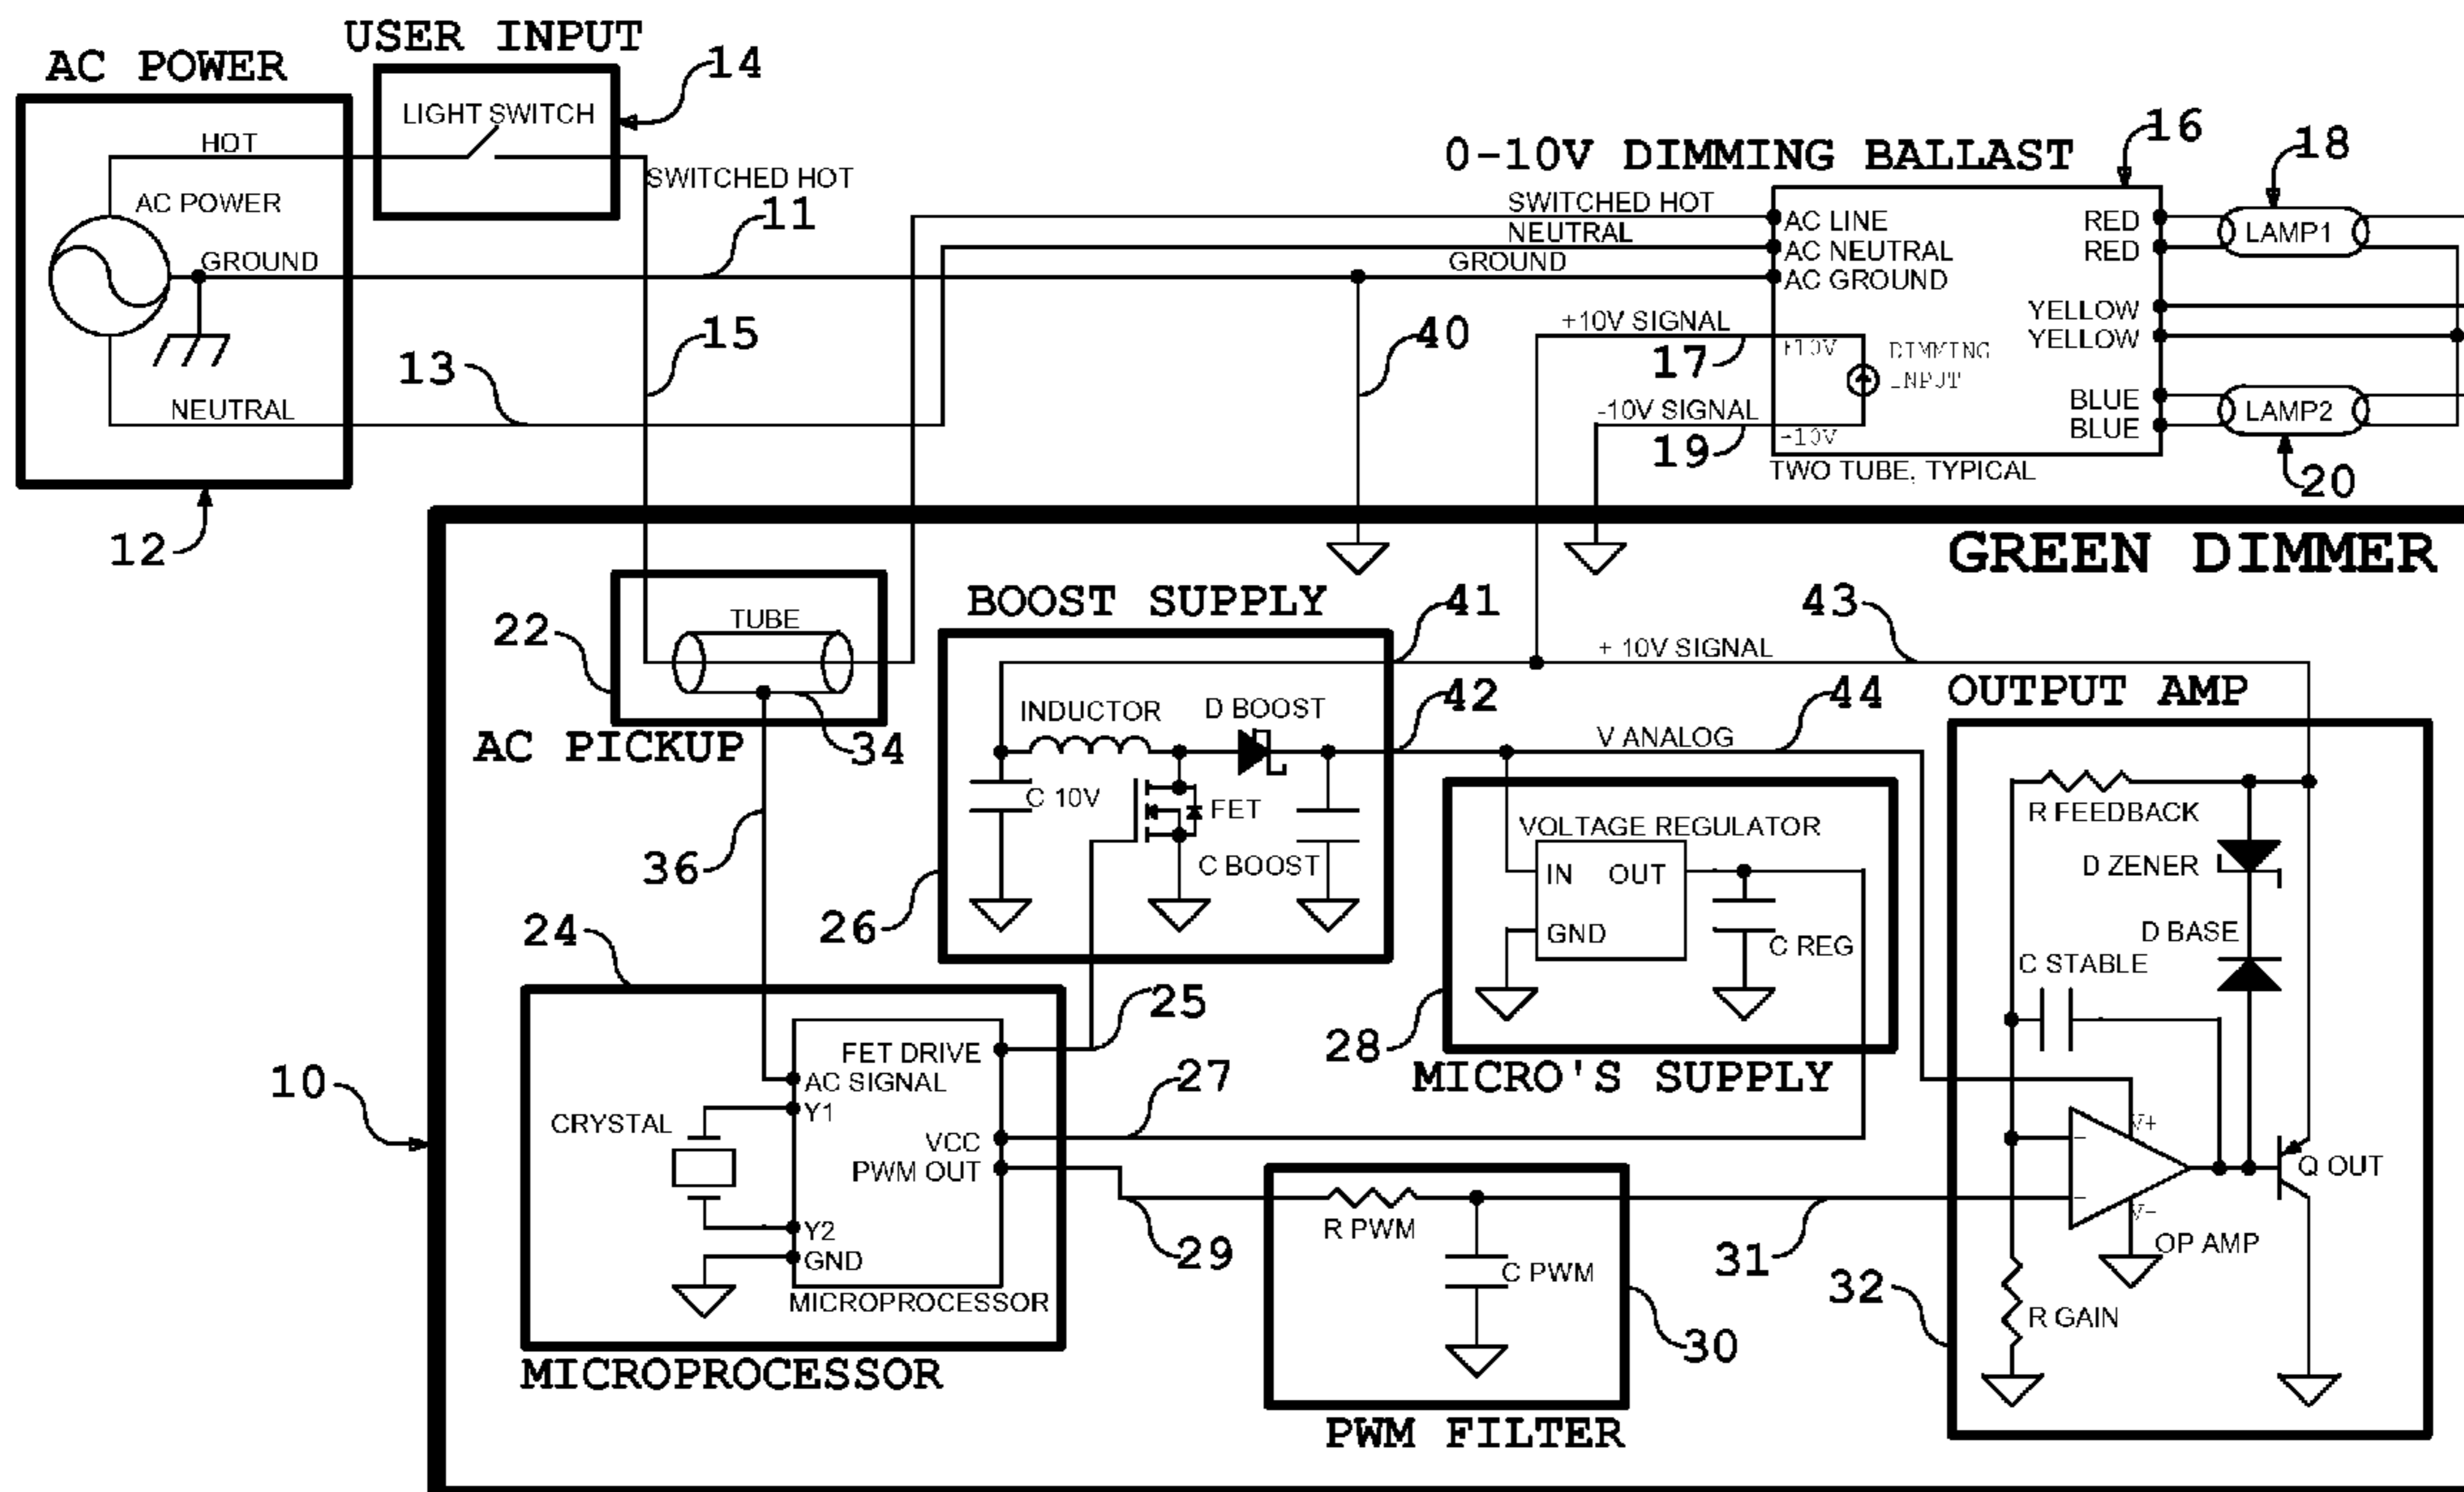 USER INPUT
AC POWER
14
LIGHT SWITCH
HOT
SWITCHED HOT
AC POWER
11
GROUND
15
13
NEUTRAL
12
0-10V DIMMING BALLAST
16
18
SWITCHED HOT
NEUTRAL
GROUND
AC LINE
AC NEUTRAL
AC GROUND
RED
RED
LAMP1
YELLOW
YELLOW
40
+10V SIGNAL
17
+10V
DIMMING
INPUT
-10V SIGNAL
19
-10V
BLUE
BLUE
LAMP2
20
TWO TUBE, TYPICAL
GREEN DIMMER
TUBE
22
AC PICKUP
34
36
BOOST SUPPLY
41
43
+ 10V SIGNAL
42
INDUCTOR
D BOOST
V ANALOG
44
C 10V
FET
C BOOST
26
OUTPUT AMP
VOLTAGE REGULATOR
IN
OUT
GND
C REG
28
MICRO'S SUPPLY
R FEEDBACK
D ZENER
D BASE
C STABLE
24
25
FET DRIVE
AC SIGNAL
10
27
CRYSTAL
Y1
VCC
PWM OUT
Y2
GND
MICROPROCESSOR
MICROPROCESSOR
29
R PWM
C PWM
31
30
PWM FILTER
32
V+
−
−
V−
Q OUT
OP AMP
R GAIN